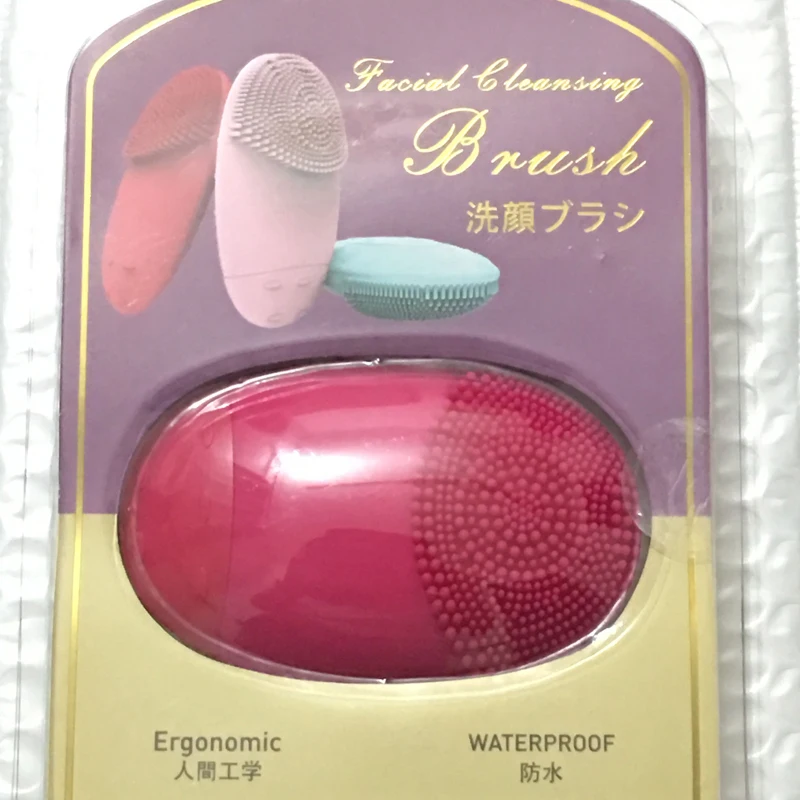 Facial Cleansing
Brush
洗顔ブラシ
Ergonomic
人間工学
WATERPROOF
防水